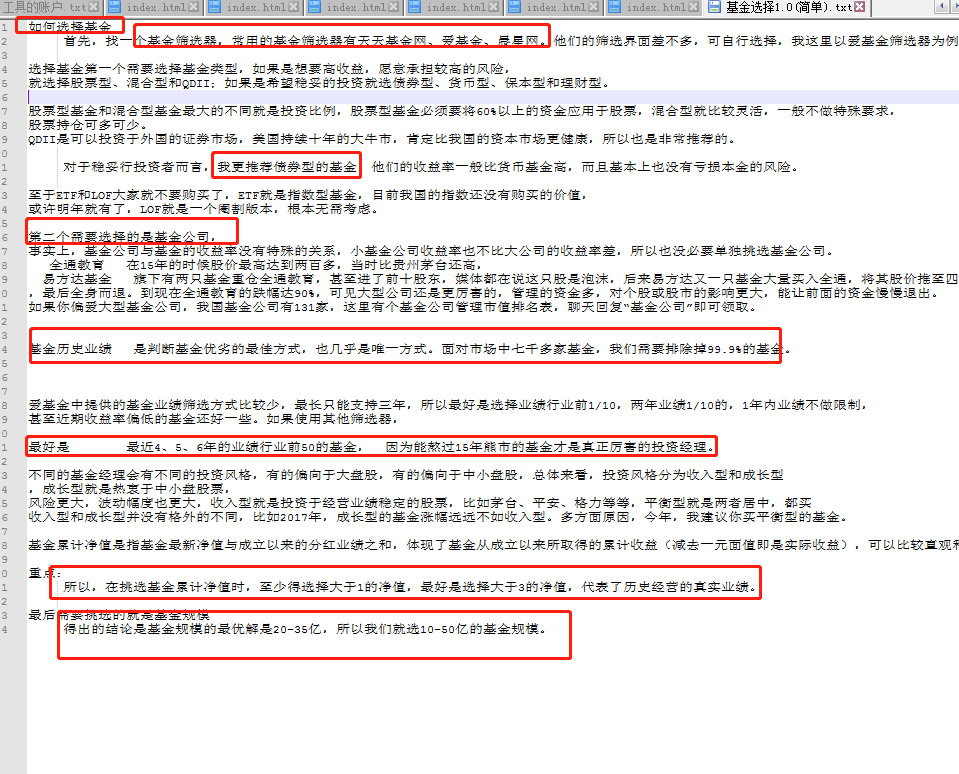 工具的账户.txt index.html index.html index.html index.html index.html index.html 基金选择1.0(简单).txt
如何选择基金
首先，找一个基金筛选器，常用的基金筛选器有天天基金网、爱基金、晨星网。他们的筛选界面差不多，可自行选择，我这里以爱基金筛选器为例
选择基金第一个需要选择基金类型，如果是想要高收益，愿意承担较高的风险，
就选择股票型、混合型和QDII；如果是希望稳妥的投资就选债券型、货币型、保本型和理财型。
股票型基金和混合型基金最大的不同就是投资比例，股票型基金必须要将60%以上的资金应用于股票，混合型就比较灵活，一般不做特殊要求，
股票持仓可多可少。
QDII是可以投资于外国的证券市场，美国持续十年的大牛市，肯定比我国的资本市场更健康，所以也是非常推荐的。
对于稳妥行投资者而言，我更推荐债券型的基金 他们的收益率一般比货币基金高，而且基本上也没有亏损本金的风险。
至于ETF和LOF大家就不要购买了，ETF就是指数型基金，目前我国的指数还没有购买的价值，
或许明年就有了，LOF就是一个阉割版本，根本无需考虑。
第二个需要选择的是基金公司，
事实上，基金公司与基金的收益率没有特殊的关系，小基金公司收益率也不比大公司的收益率差，所以也没必要单独挑选基金公司。
全通教育 在15年的时候股价最高达到两百多，当时比贵州茅台还高，
易方达基金 旗下有两只基金重仓全通教育，甚至进了前十股东，媒体都在说这只股是泡沫，后来易方达又一只基金大量买入全通，将其股价推至四
，最后全身而退。到现在全通教育的跌幅达90%，可见大型公司还是更厉害的，管理的资金多，对个股或股市的影响更大，能让前面的资金慢慢退出。
如果你偏爱大型基金公司，我国基金公司有131家，这里有个基金公司管理市值排名表，聊天回复“基金公司”即可领取。
基金历史业绩 是判断基金优劣的最佳方式，也几乎是唯一方式。面对市场中七千多家基金，我们需要排除掉99.9%的基金。
爱基金中提供的基金业绩筛选方式比较少，最长只能支持三年，所以最好是选择业绩行业前1/10，两年业绩1/10的，1年内业绩不做限制，
甚至近期收益率偏低的基金还好一些。如果使用其他筛选器，
最好是 最近4、5、6年的业绩行业前50的基金， 因为能熬过15年熊市的基金才是真正厉害的投资经理。
不同的基金经理会有不同的投资风格，有的偏向于大盘股，有的偏向于中小盘股，总体来看，投资风格分为收入型和成长型
，成长型就是热衷于中小盘股票，
风险更大，波动幅度也更大，收入型就是投资于经营业绩稳定的股票，比如茅台、平安、格力等等，平衡型就是两者居中，都买
收入型和成长型并没有格外的不同，比如2017年，成长型的基金涨幅远远不如收入型。多方面原因，今年，我建议你买平衡型的基金。
基金累计净值是指基金最新净值与成立以来的分红业绩之和，体现了基金从成立以来所取得的累计收益（减去一元面值即是实际收益），可以比较直观和
重点：
所以，在挑选基金累计净值时，至少得选择大于1的净值，最好是选择大于3的净值，代表了历史经营的真实业绩。
最后需要挑选的就是基金规模
得出的结论是基金规模的最优解是20-35亿，所以我们就选10-50亿的基金规模。